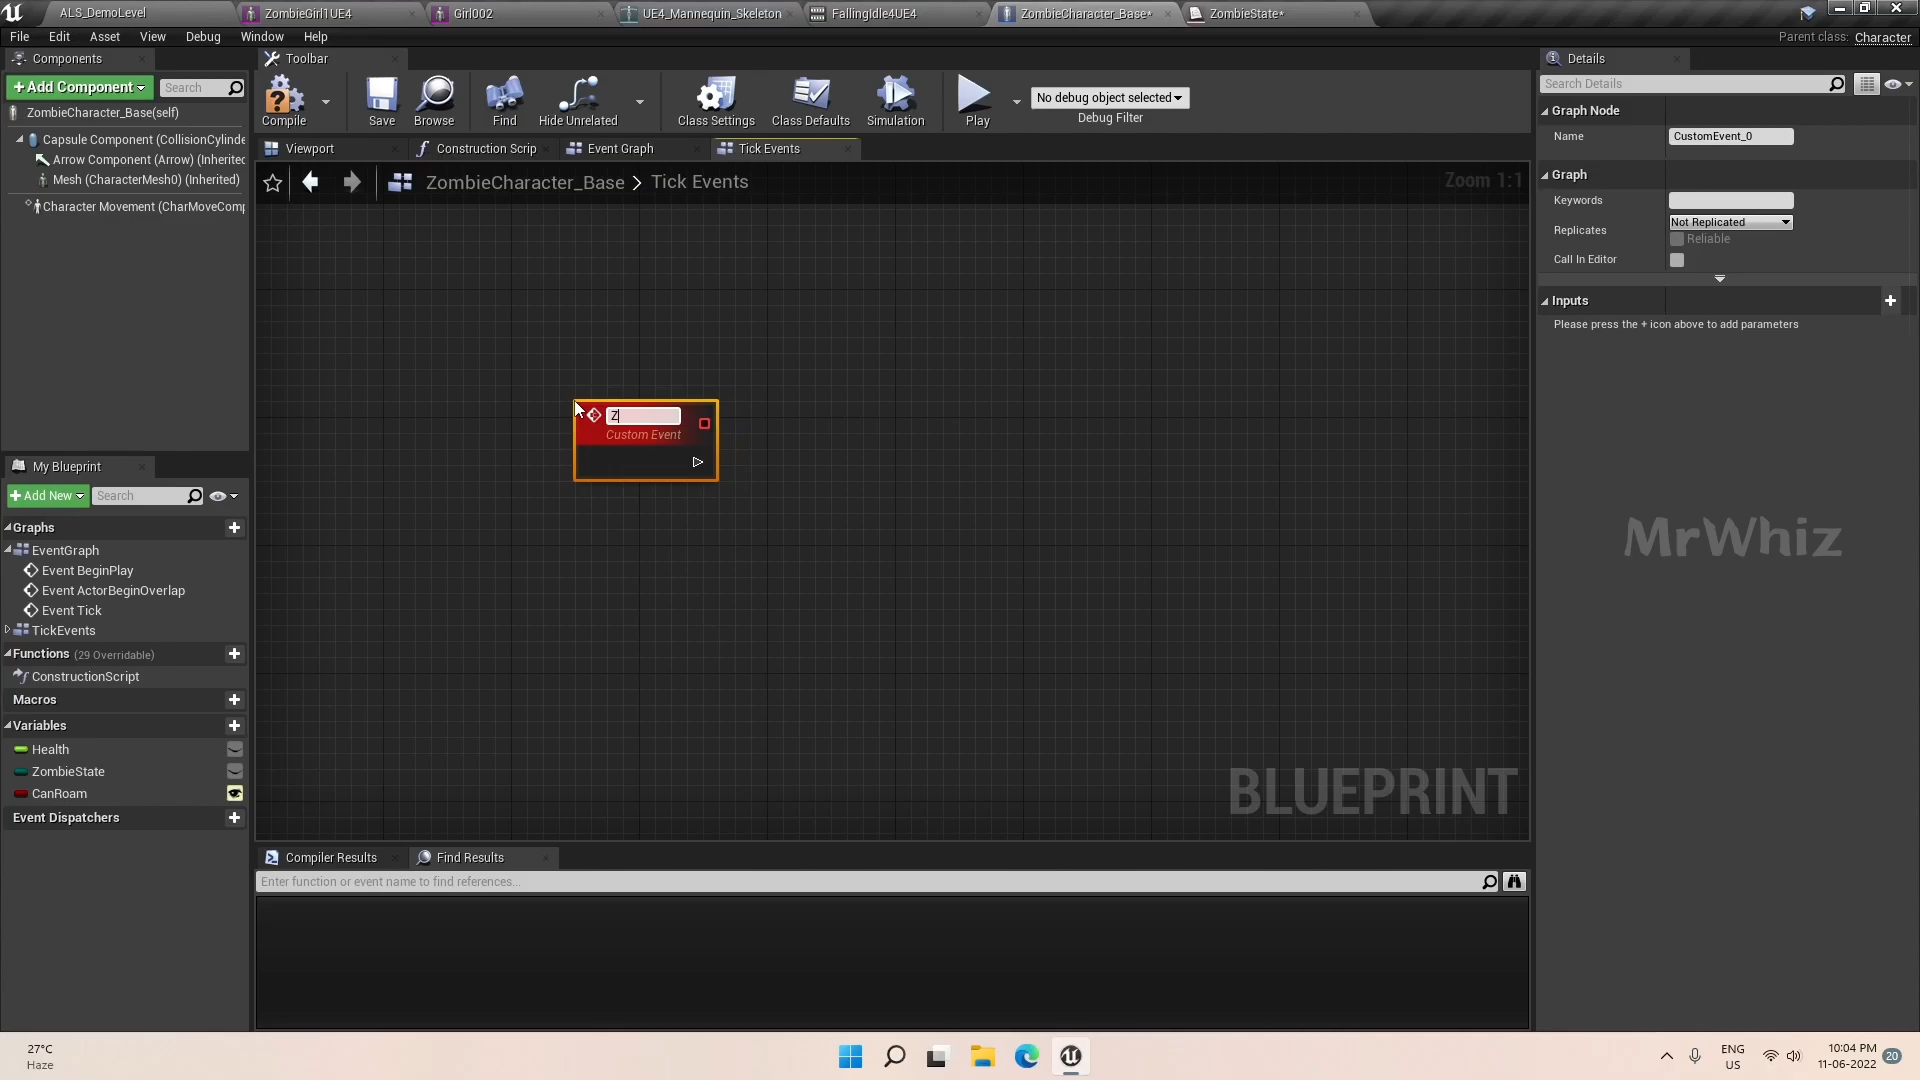 ALS_DemoLevel
ZombieGirl1UE4
Girl002
UE4_Mannequin_Skeleton
FallingIdle4UE4
ZombieCharacter_Base*
ZombieState*
File Edit Asset View Debug Window Help
Parent class: Character
Components
Toolbar
Details
+Add Component
Search
Compile
Save
Browse
Find
Hide Unrelated
Class Settings
Class Defaults
Simulation
Play
No debug object selected
Debug Filter
Search Details
ZombieCharacter_Base(self)
Capsule Component (CollisionCylinde
Arrow Component (Arrow) (Inherited
Mesh (CharacterMesh0) (Inherited)
Character Movement (CharMoveComp
Viewport
Construction Scrip
Event Graph
Tick Events
ZombieCharacter_Base > Tick Events
Zoom 1:1
Z
Custom Event
BLUEPRINT
Graph Node
Name
CustomEvent_0
Graph
Keywords
Replicates
Not Replicated
Reliable
Call In Editor
Inputs
Please press the + icon above to add parameters
MrWhiz
My Blueprint
+Add New
Search
Graphs
EventGraph
Event BeginPlay
Event ActorBeginOverlap
Event Tick
TickEvents
Functions (29 Overridable)
ConstructionScript
Macros
Variables
Health
ZombieState
CanRoam
Event Dispatchers
Compiler Results
Find Results
Enter function or event name to find references...
27°C
Haze
ENG
US
10:04 PM
11-06-2022
20